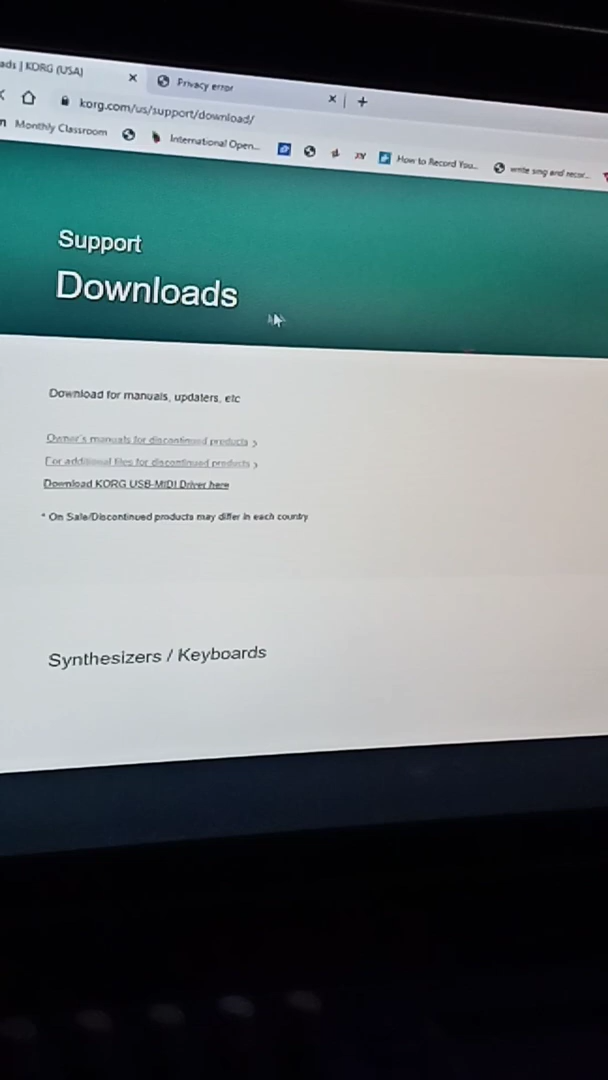 ads | KORG (USA)
Privacy error
korg.com/us/support/download/
Monthly Classroom
International Open...
How to Record You...
write sing and recor...
Support
Downloads
Download for manuals, updaters, etc
Owner's manuals for discontinued products >
For additional files for discontinued products >
Download KORG USB-MIDI Driver here
* On Sale/Discontinued products may differ in each country
Synthesizers / Keyboards